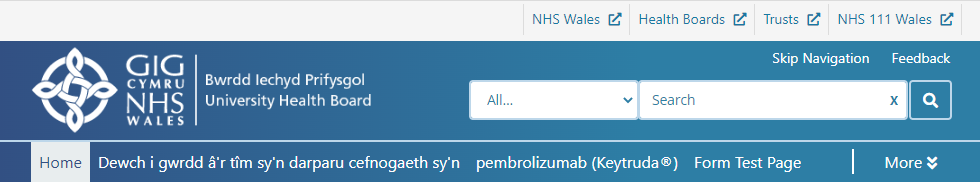 NHS Wales Health Boards Trusts NHS 111 Wales
Skip Navigation Feedback
GIG
CYMRU
NHS
WALES
Bwrdd Iechyd Prifysgol
University Health Board
All... Search x
Home Dewch i gwrdd â'r tîm sy'n darparu cefnogaeth sy'n pembrolizumab (Keytruda®) Form Test Page More